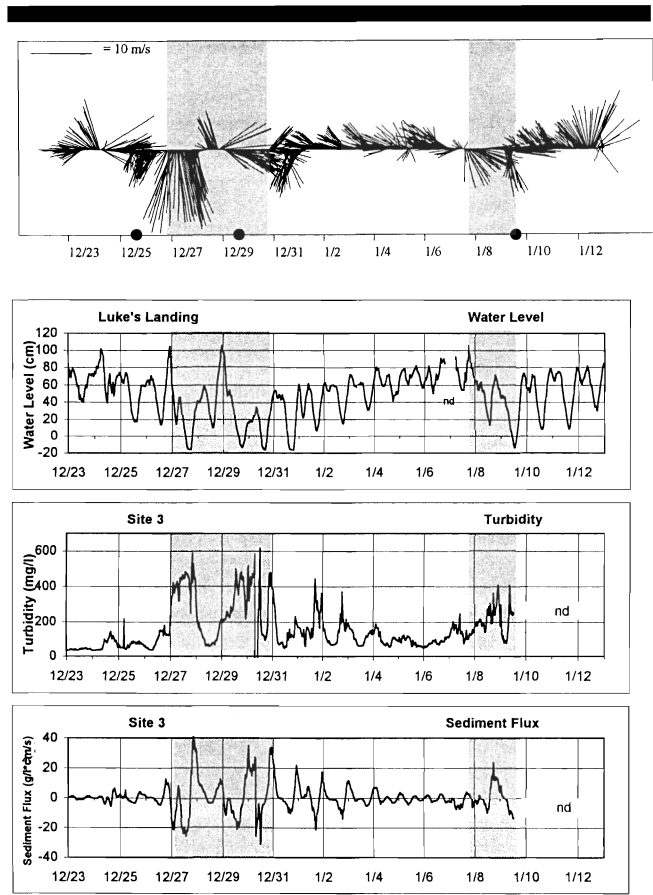 = 10 m/s
12/23 12/25 12/27 12/29 12/31 1/2 1/4 1/6 1/8 1/10 1/12
Luke's Landing Water Level
Water Level (cm)
120
100
80
60
40
20
0
-20
nd
12/23 12/25 12/27 12/29 12/31 1/2 1/4 1/6 1/8 1/10 1/12
Site 3 Turbidity
Turbidity (mg/l)
600
400
200
0
nd
12/23 12/25 12/27 12/29 12/31 1/2 1/4 1/6 1/8 1/10 1/12
Site 3 Sediment Flux
Sediment Flux
40
20
0
-20
-40
nd
12/23 12/25 12/27 12/29 12/31 1/2 1/4 1/6 1/8 1/10 1/12